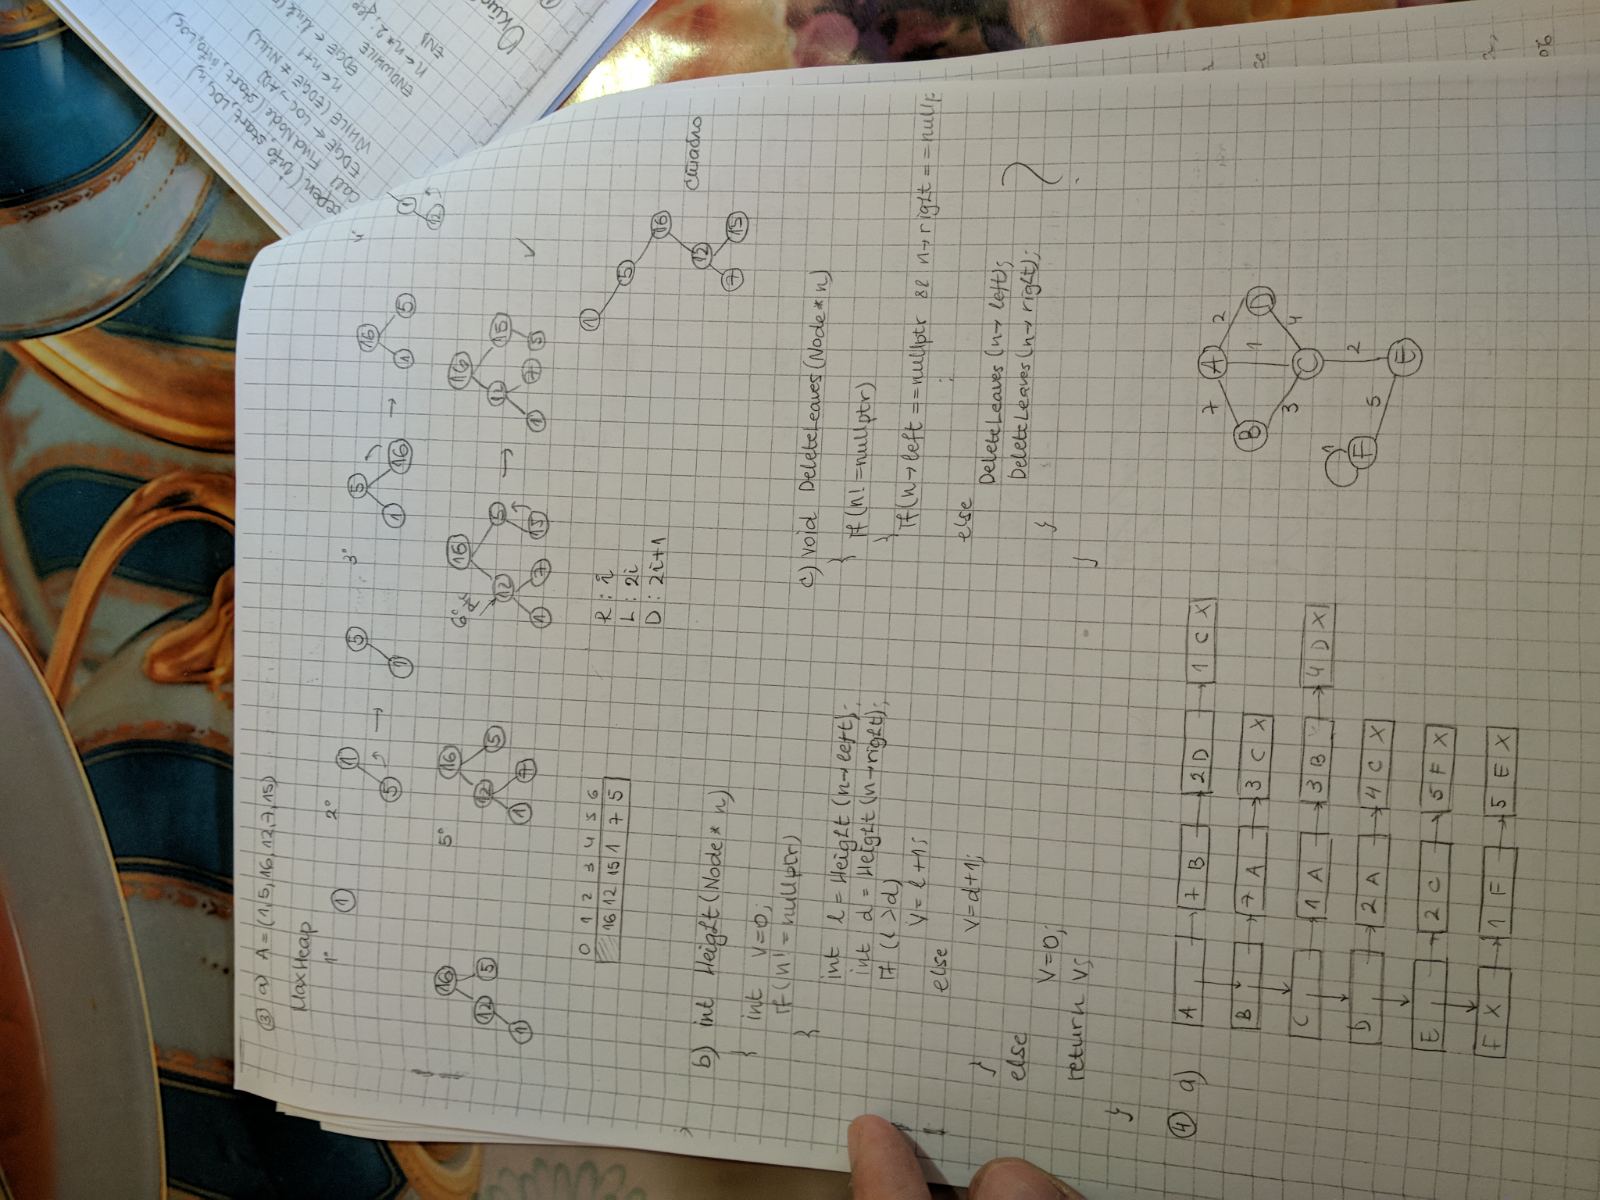 ③ a) A = (1,5,16,12,7,15)
MaxHeap
1° 1
2° 1 5 → 5 1
3° 5 1 16 → 16 1 5
4° 1 12
16 12 5 1
5° 16 12 5 1 7
6° 16 12 5 1 7 15 → 16 12 15 1 7 5 ✓
0 1 2 3 4 5 6
16 12 15 1 7 5
R : i
L : 2i
D : 2i+1
1 5 16 12 7 15
стабло
b) int Height(Node* n)
{ int v=0;
if(n!=nullptr)
{
int l = Height(n→left);
int d = Height(n→right);
if (l>d)
v=l+1;
else
v=d+1;
}
else
v=0;
return v;
}
c) void DeleteLeaves(Node* n)
{ if(n!=nullptr)
{
if(n→left==nullptr && n→right==nullp
;
else
DeleteLeaves(n→left);
DeleteLeaves(n→right);
}
}
?
④ a) A → 7 B → 2 D → 1 C X
B → 7 A → 3 C X
C → 1 A → 3 B → 4 D X
D → 2 A → 4 C X
E → 2 C → 5 F X
F X → 1 F → 5 E X
7 A 2
B 1 D
3 C 4
1 F 5 2 E
(info, start, LOC, n)
Call FindNode (start, info, LOC)
EDGE ← LOC→ADJ
WHILE (EDGE ≠ NULL)
n ← n+1
EDGE ← link(
ENDWHILE
n ← n*2;
END